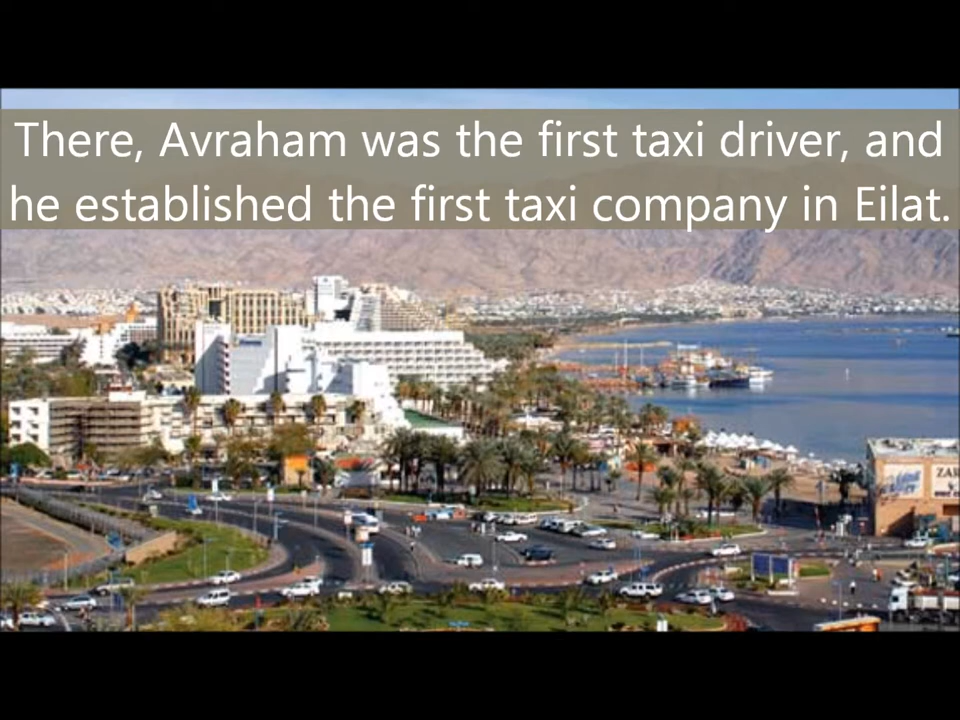 There, Avraham was the first taxi driver, and
he established the first taxi company in Eilat.